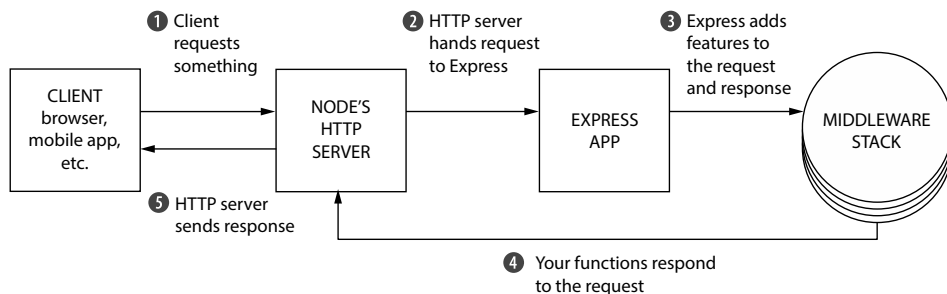 1 Client
requests
something
2 HTTP server
hands request
to Express
3 Express adds
features to
the request
and response
CLIENT
browser,
mobile app,
etc.
NODE'S
HTTP
SERVER
EXPRESS
APP
MIDDLEWARE
STACK
5 HTTP server
sends response
4 Your functions respond
to the request